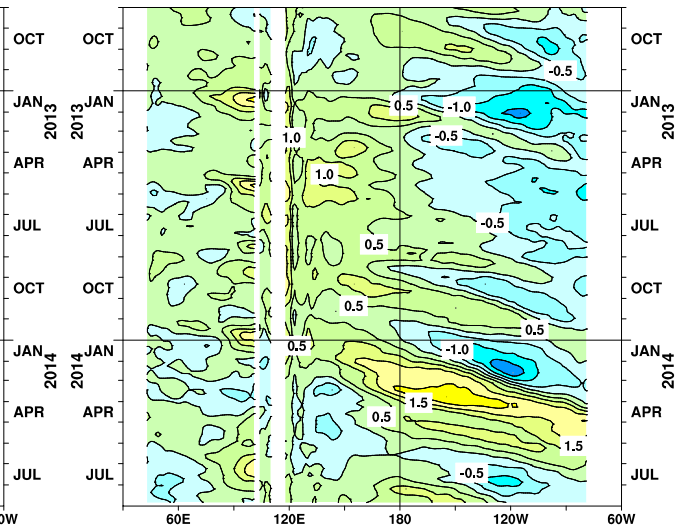 OCT OCT OCT
-0.5
JAN JAN 0.5 -1.0 JAN
2013 2013 2013
1.0 -0.5
APR APR APR
1.0
JUL JUL -0.5 JUL
0.5
OCT OCT OCT
0.5
0.5
JAN JAN 0.5 -1.0 JAN
2014 2014 2014
APR APR 1.5 APR
0.5
1.5
JUL JUL -0.5 JUL
0W 60E 120E 180 120W 60W